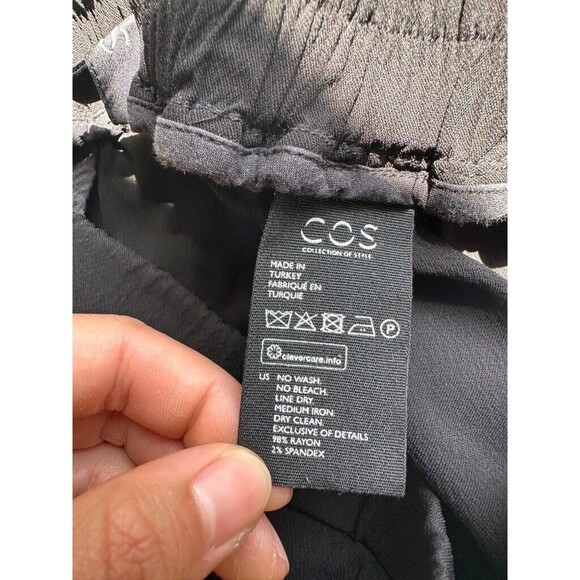 COS
COLLECTION OF STYLE
MADE IN
TURKEY
FABRIQUÉ EN
TURQUIE
P
clevercare.info
US NO WASH.
NO BLEACH.
LINE DRY.
MEDIUM IRON.
DRY CLEAN.
EXCLUSIVE OF DETAILS
98% RAYON
2% SPANDEX